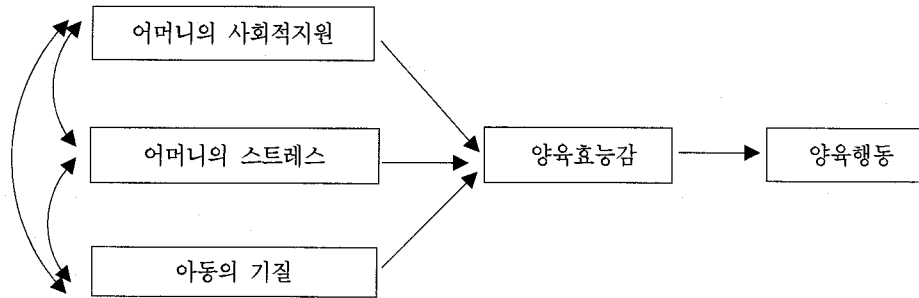 어머니의 사회적지원
어머니의 스트레스
양육효능감
양육행동
아동의 기질